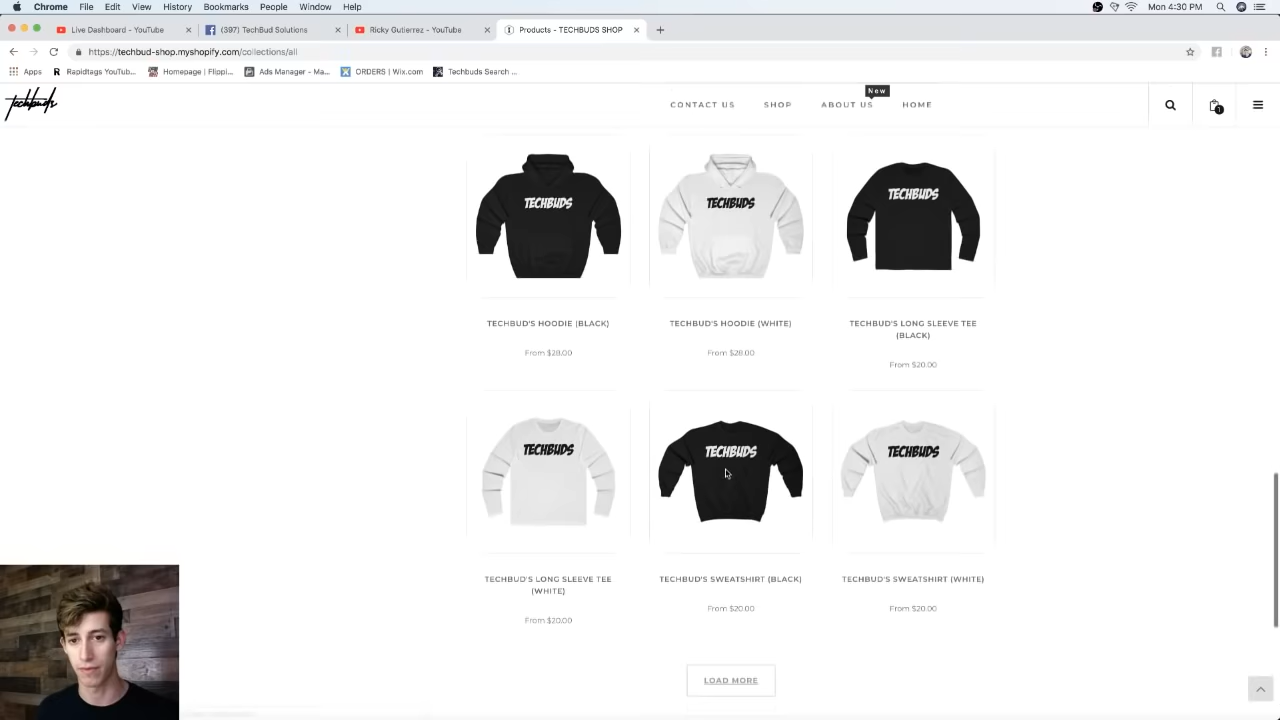 Chrome File Edit View History Bookmarks People Window Help Mon 4:30 PM
Live Dashboard - YouTube (397) TechBud Solutions Ricky Gutierrez - YouTube Products - TECHBUDS SHOP
https://techbud-shop.myshopify.com/collections/all
Apps Rapidtags YouTub... Homepage | Flippi... Ads Manager - Ma... ORDERS | Wix.com Techbuds Search ...
New
techbuds CONTACT US SHOP ABOUT US HOME 1
TECHBUDS TECHBUDS TECHBUDS
TECHBUD'S HOODIE (BLACK) TECHBUD'S HOODIE (WHITE) TECHBUD'S LONG SLEEVE TEE
(BLACK)
From $28.00 From $28.00
From $20.00
TECHBUDS TECHBUDS TECHBUDS
TECHBUD'S LONG SLEEVE TEE TECHBUD'S SWEATSHIRT (BLACK) TECHBUD'S SWEATSHIRT (WHITE)
(WHITE)
From $20.00 From $20.00
From $20.00
LOAD MORE